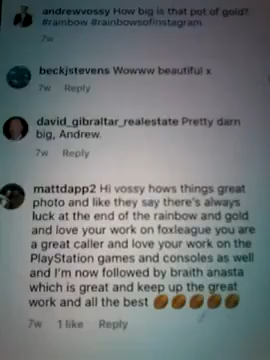 andrewvossy How big is that pot of gold?
#rainbow #rainbowsofinstagram
7w
beckjstevens Wowww beautiful x
7w Reply
david_gibraltar_realestate Pretty darn
big, Andrew.
7w Reply
mattdapp2 Hi vossy hows things great
photo and like they say there's always
luck at the end of the rainbow and gold
and love your work on foxleague you are
a great caller and love your work on the
PlayStation games and consoles as well
and I'm now followed by braith anasta
which is great and keep up the great
work and all the best 🏉🏉🏉🏉🏉
7w 1 like Reply